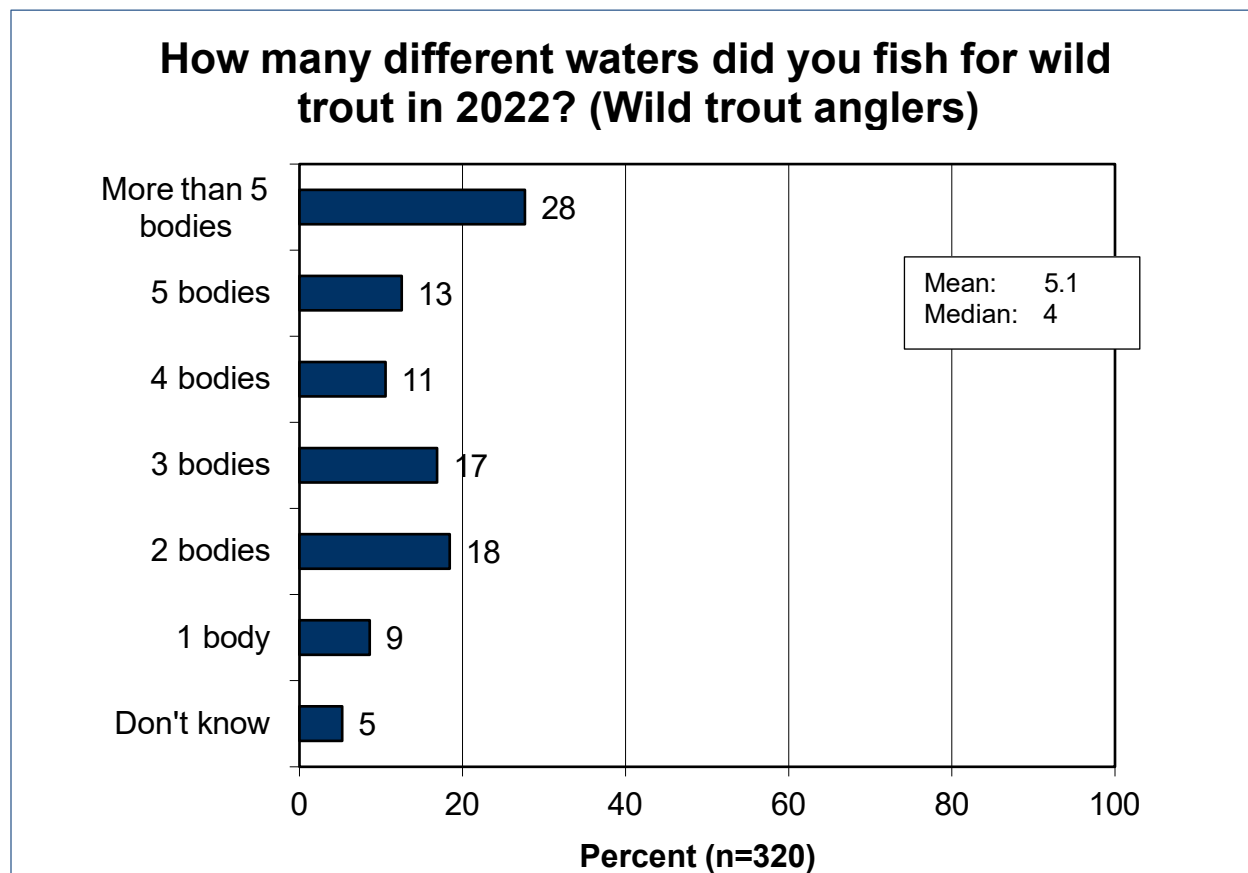 How many different waters did you fish for wild
trout in 2022? (Wild trout anglers)
More than 5
bodies
28
5 bodies
13
4 bodies
11
3 bodies
17
2 bodies
18
1 body
9
Don't know
5
Mean: 5.1
Median: 4
0 20 40 60 80 100
Percent (n=320)